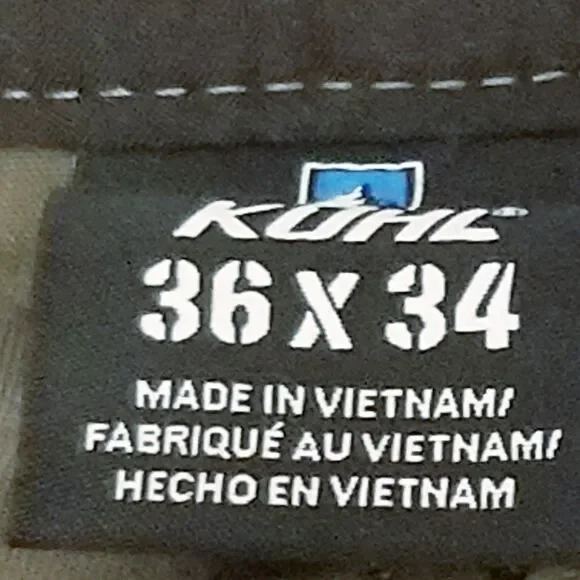 KÜHL
36 X 34
MADE IN VIETNAM/
FABRIQUÉ AU VIETNAM/
HECHO EN VIETNAM